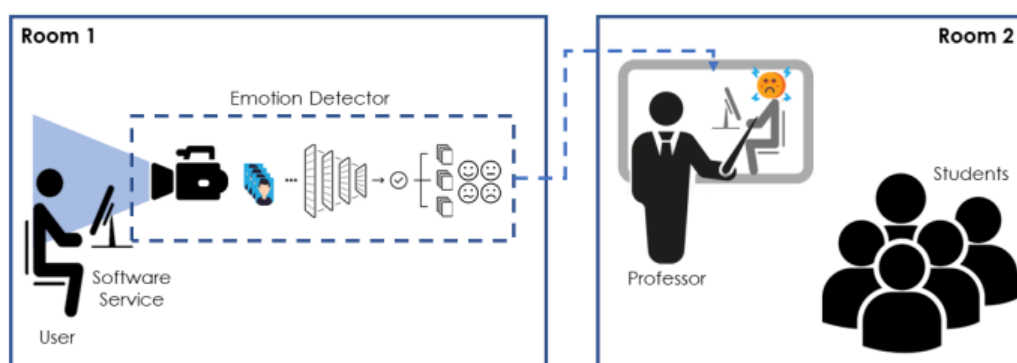 Room 1
Emotion Detector
Software
Service
User
Room 2
Students
Professor